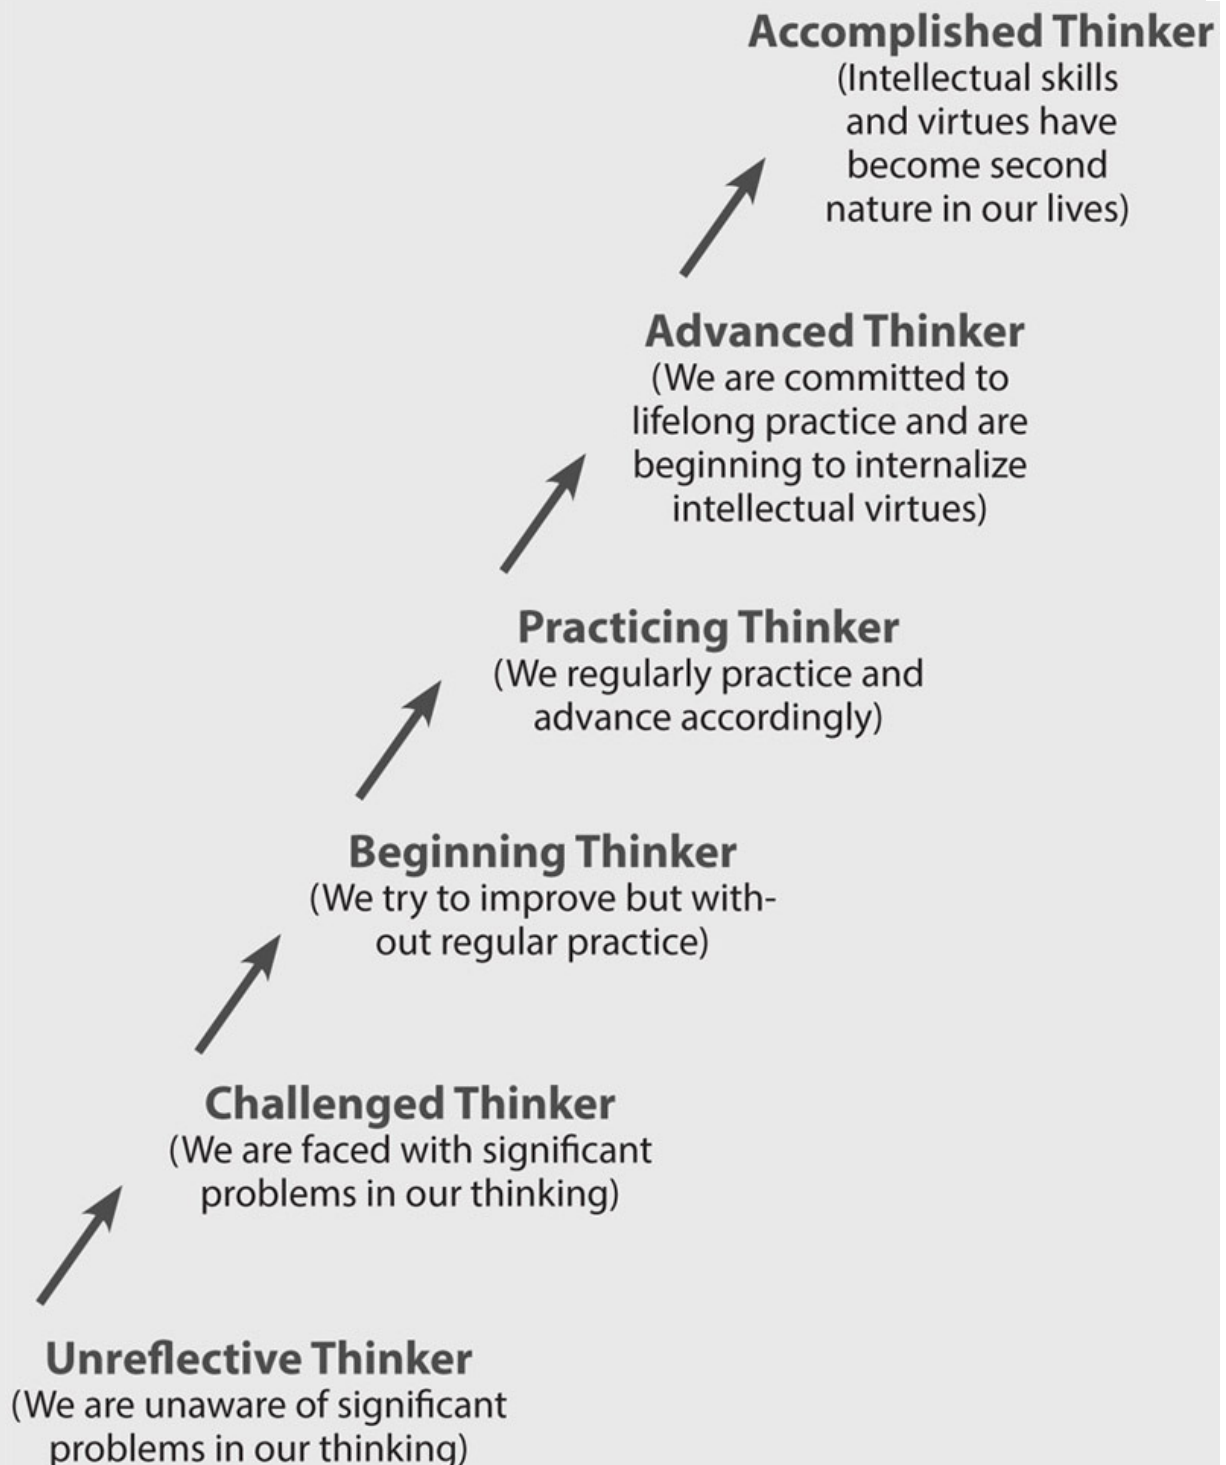 Accomplished Thinker
(Intellectual skills
and virtues have
become second
nature in our lives)
Advanced Thinker
(We are committed to
lifelong practice and are
beginning to internalize
intellectual virtues)
Practicing Thinker
(We regularly practice and
advance accordingly)
Beginning Thinker
(We try to improve but with-
out regular practice)
Challenged Thinker
(We are faced with significant
problems in our thinking)
Unreflective Thinker
(We are unaware of significant
problems in our thinking)